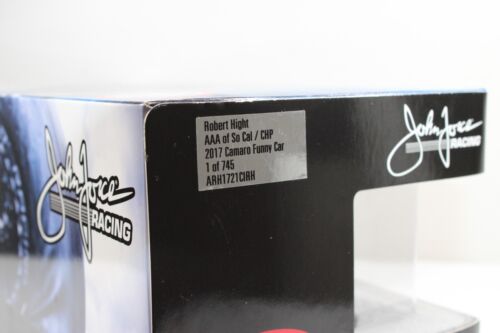 John Force
RACING
Robert Hight
AAA of So Cal / CHP
2017 Camaro Funny Car
1 of 745
ARH1721CIRH
John Force
RACING